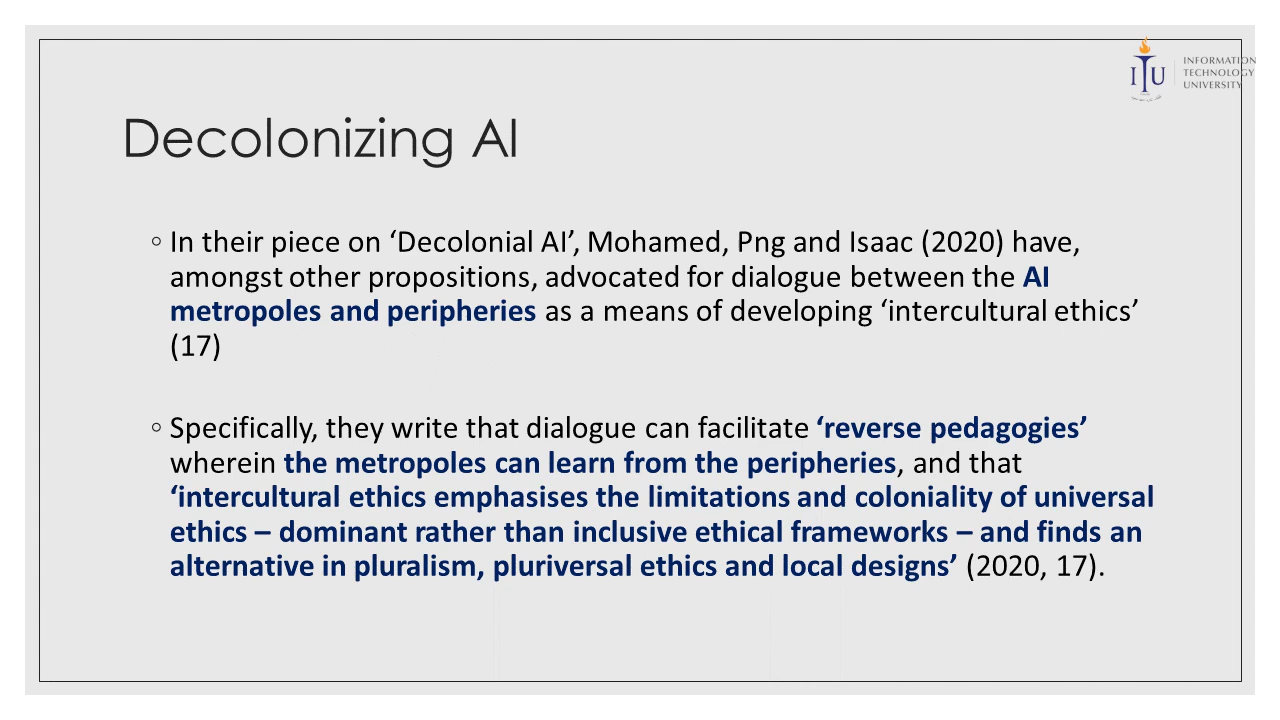 INFORMATION
TECHNOLOGY
UNIVERSITY
ITU
Decolonizing AI
◦ In their piece on ‘Decolonial AI’, Mohamed, Png and Isaac (2020) have,
amongst other propositions, advocated for dialogue between the AI
metropoles and peripheries as a means of developing ‘intercultural ethics’
(17)
◦ Specifically, they write that dialogue can facilitate ‘reverse pedagogies’
wherein the metropoles can learn from the peripheries, and that
‘intercultural ethics emphasises the limitations and coloniality of universal
ethics – dominant rather than inclusive ethical frameworks – and finds an
alternative in pluralism, pluriversal ethics and local designs’ (2020, 17).